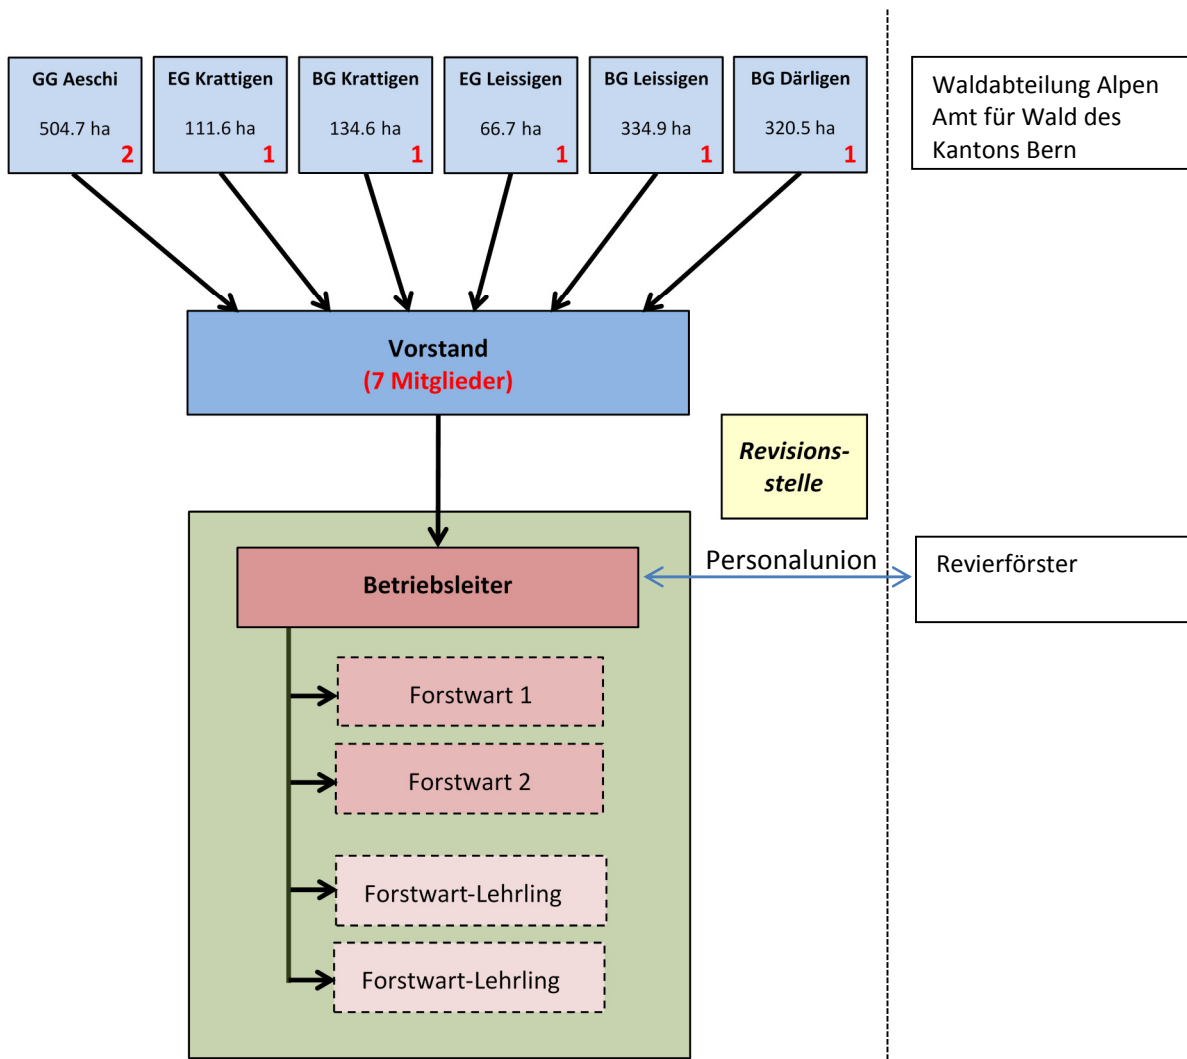 GG Aeschi
504.7 ha
2
EG Krattigen
111.6 ha
1
BG Krattigen
134.6 ha
1
EG Leissigen
66.7 ha
1
BG Leissigen
334.9 ha
1
BG Därligen
320.5 ha
1
Waldabteilung Alpen
Amt für Wald des
Kantons Bern
Vorstand
(7 Mitglieder)
Revisions-
stelle
Betriebsleiter
Personalunion
Revierförster
Forstwart 1
Forstwart 2
Forstwart-Lehrling
Forstwart-Lehrling